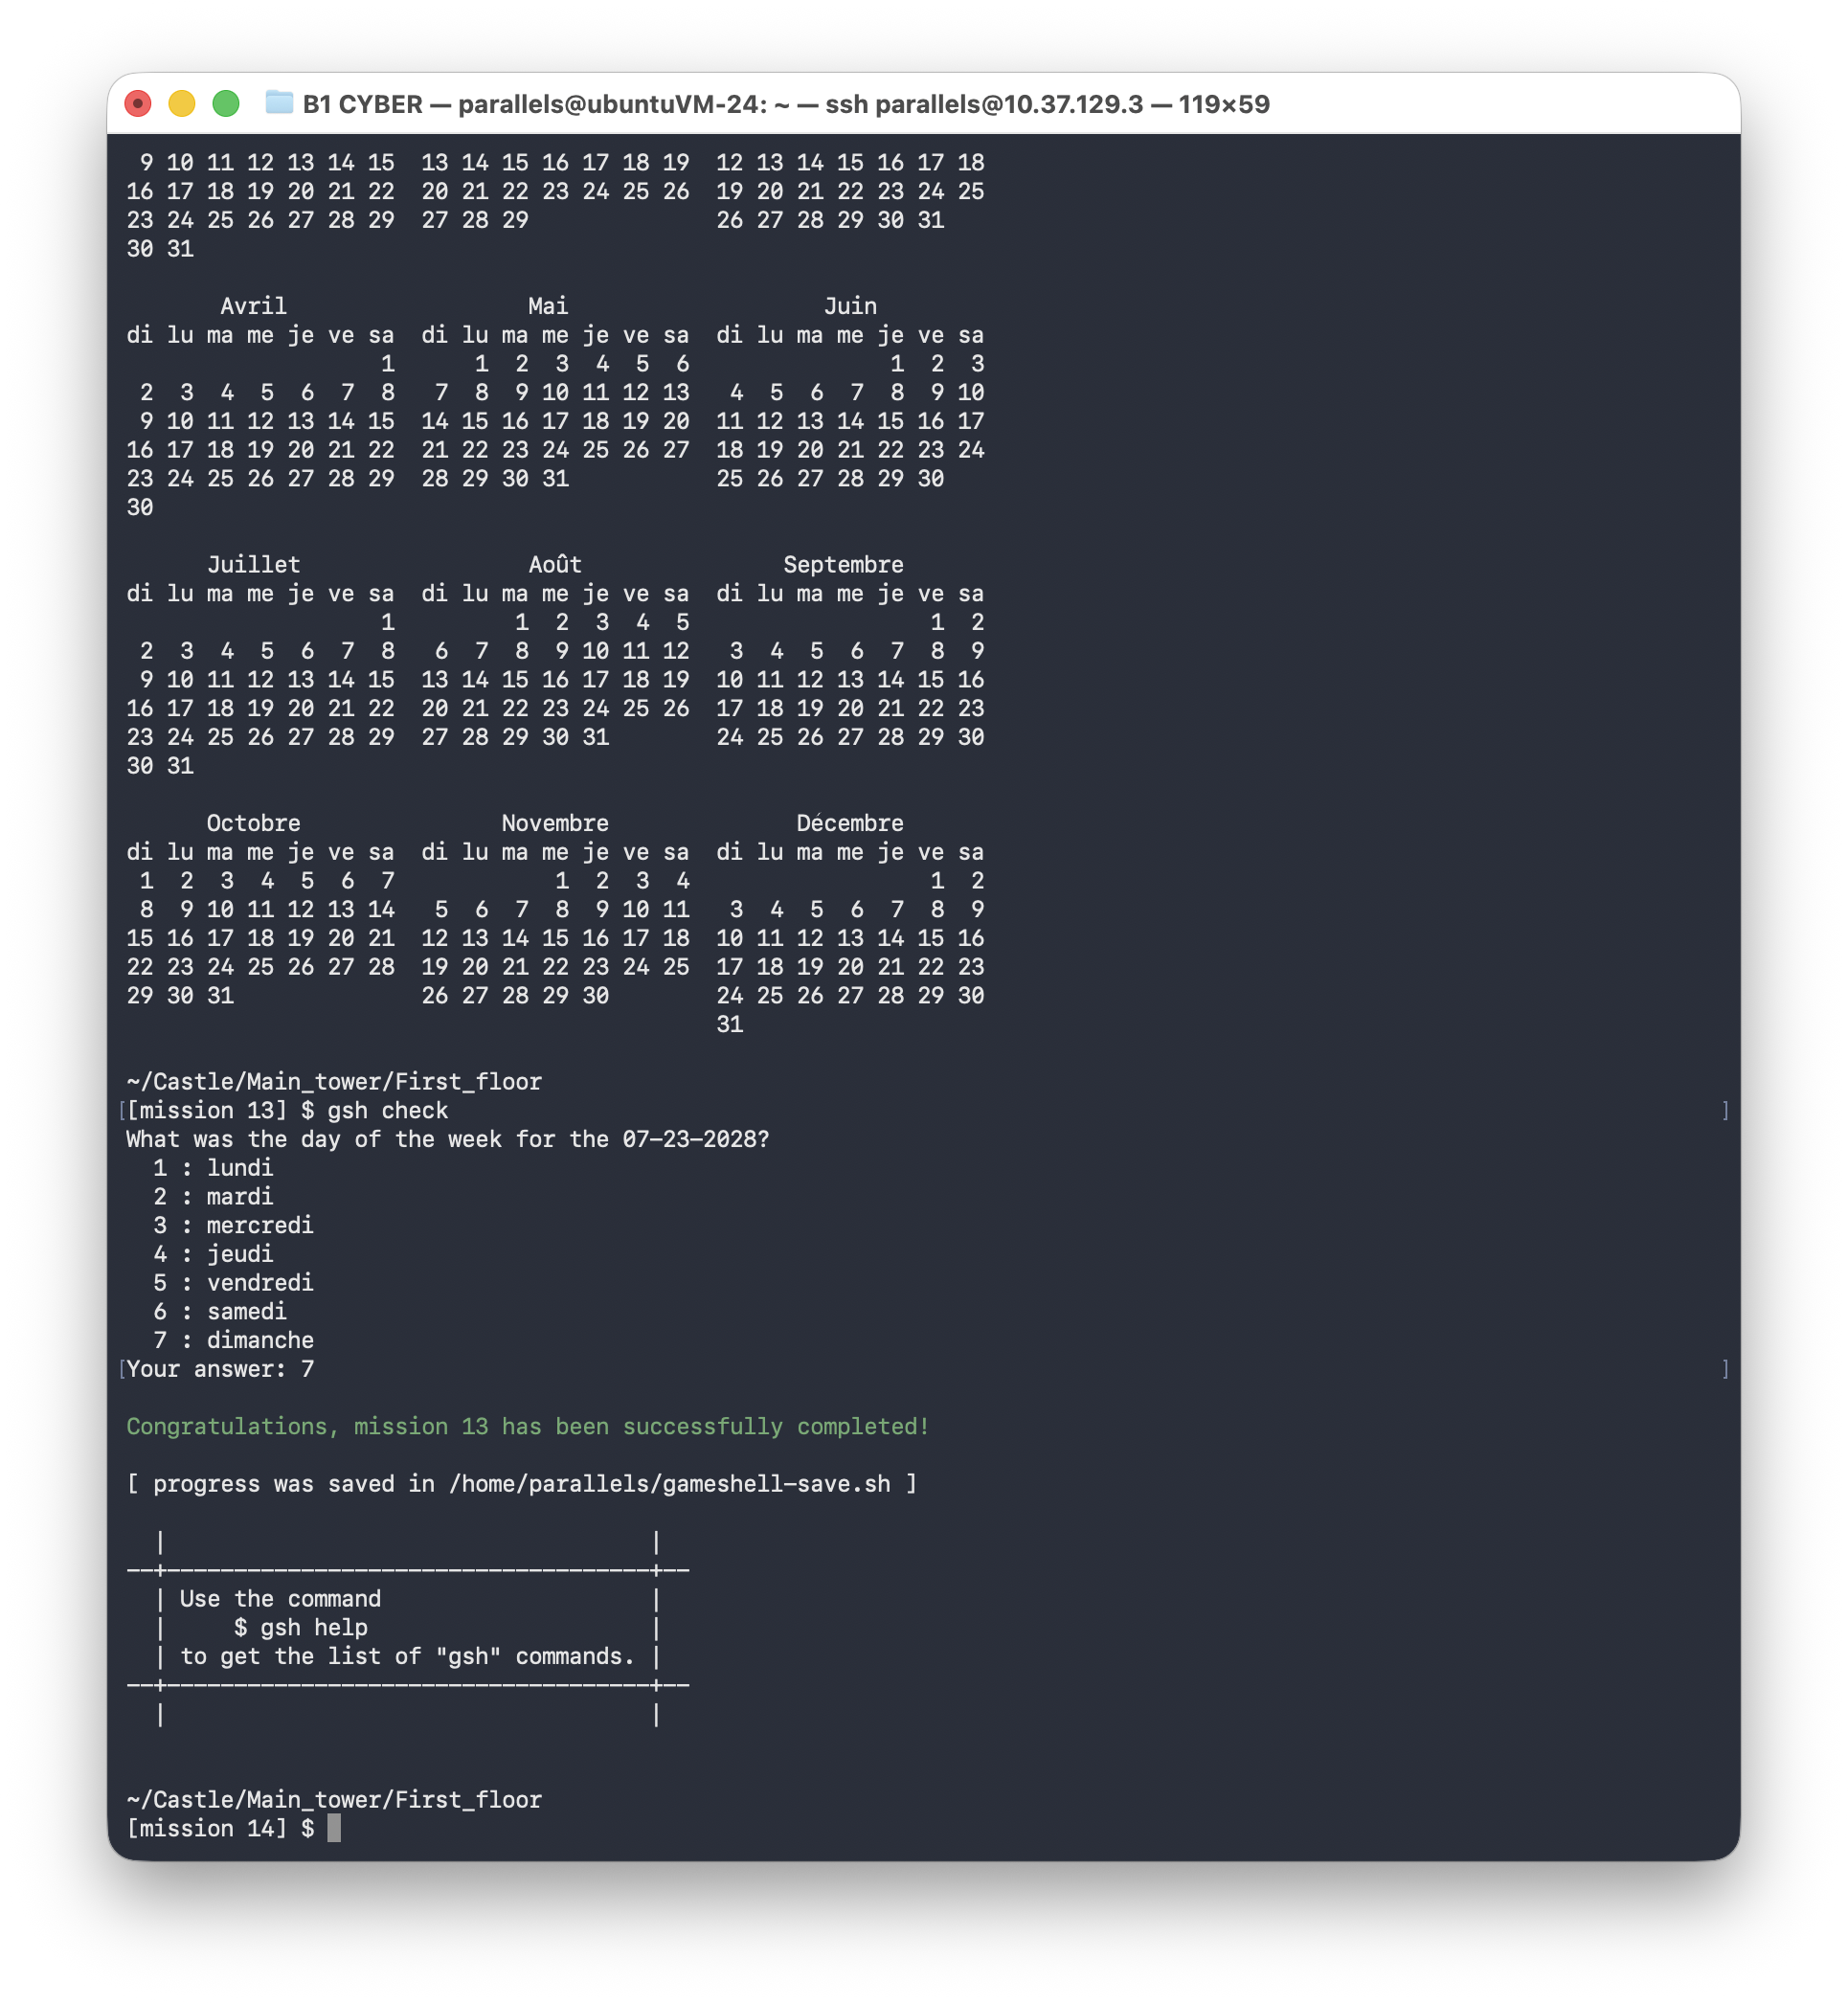 B1 CYBER — parallels@ubuntuVM-24: ~ — ssh parallels@10.37.129.3 — 119×59
 9 10 11 12 13 14 15  13 14 15 16 17 18 19  12 13 14 15 16 17 18
16 17 18 19 20 21 22  20 21 22 23 24 25 26  19 20 21 22 23 24 25
23 24 25 26 27 28 29  27 28 29              26 27 28 29 30 31
30 31

       Avril                  Mai                   Juin
di lu ma me je ve sa  di lu ma me je ve sa  di lu ma me je ve sa
                   1      1  2  3  4  5  6               1  2  3
 2  3  4  5  6  7  8   7  8  9 10 11 12 13   4  5  6  7  8  9 10
 9 10 11 12 13 14 15  14 15 16 17 18 19 20  11 12 13 14 15 16 17
16 17 18 19 20 21 22  21 22 23 24 25 26 27  18 19 20 21 22 23 24
23 24 25 26 27 28 29  28 29 30 31           25 26 27 28 29 30
30

      Juillet                 Août               Septembre
di lu ma me je ve sa  di lu ma me je ve sa  di lu ma me je ve sa
                   1         1  2  3  4  5                  1  2
 2  3  4  5  6  7  8   6  7  8  9 10 11 12   3  4  5  6  7  8  9
 9 10 11 12 13 14 15  13 14 15 16 17 18 19  10 11 12 13 14 15 16
16 17 18 19 20 21 22  20 21 22 23 24 25 26  17 18 19 20 21 22 23
23 24 25 26 27 28 29  27 28 29 30 31        24 25 26 27 28 29 30
30 31

      Octobre               Novembre              Décembre
di lu ma me je ve sa  di lu ma me je ve sa  di lu ma me je ve sa
 1  2  3  4  5  6  7            1  2  3  4                  1  2
 8  9 10 11 12 13 14   5  6  7  8  9 10 11   3  4  5  6  7  8  9
15 16 17 18 19 20 21  12 13 14 15 16 17 18  10 11 12 13 14 15 16
22 23 24 25 26 27 28  19 20 21 22 23 24 25  17 18 19 20 21 22 23
29 30 31              26 27 28 29 30        24 25 26 27 28 29 30
                                            31

~/Castle/Main_tower/First_floor
[[mission 13] $ gsh check ]
What was the day of the week for the 07-23-2028?
  1 : lundi
  2 : mardi
  3 : mercredi
  4 : jeudi
  5 : vendredi
  6 : samedi
  7 : dimanche
[Your answer: 7 ]

Congratulations, mission 13 has been successfully completed!

[ progress was saved in /home/parallels/gameshell-save.sh ]

  |                                    |
--+------------------------------------+--
  | Use the command                    |
  |     $ gsh help                     |
  | to get the list of "gsh" commands. |
--+------------------------------------+--
  |                                    |

~/Castle/Main_tower/First_floor
[mission 14] $